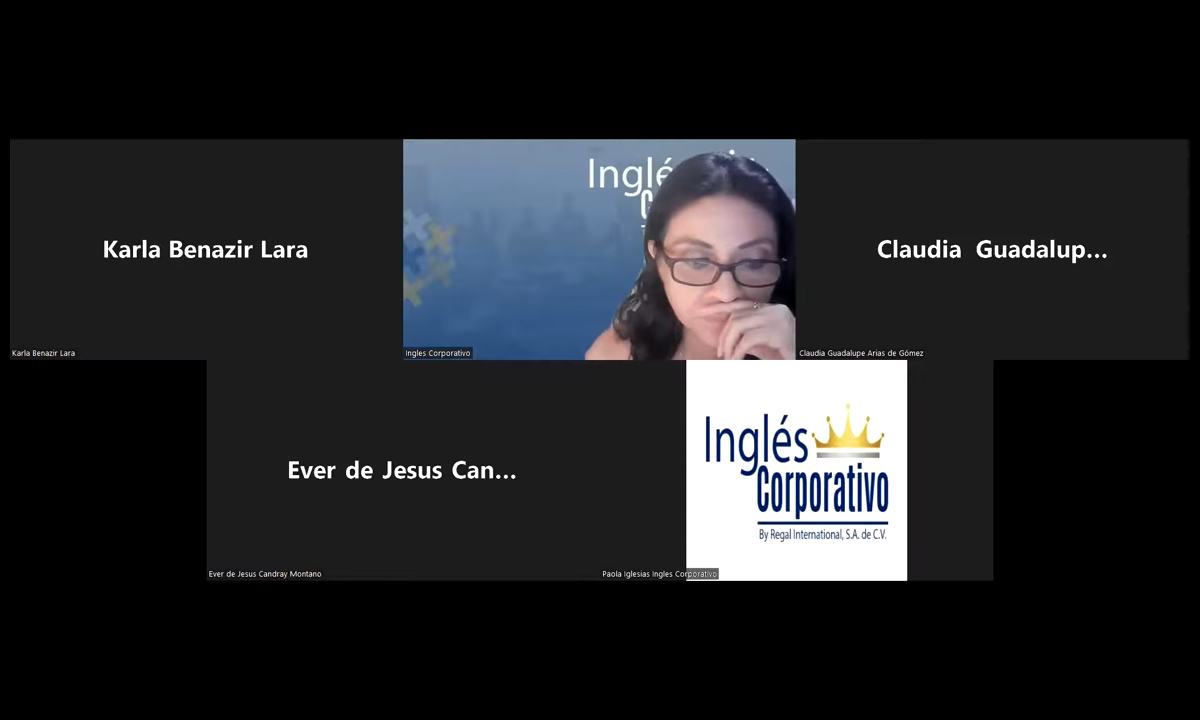 Karla Benazir Lara
Karla Benazir Lara
Inglé
Ingles Corporativo
Claudia Guadalup...
Claudia Guadalupe Arias de Gómez
Ever de Jesus Can...
Ever de Jesus Candray Montano
Inglés
Corporativo
By Regal International, S.A. de C.V.
Paola Iglesias Ingles Corporativo